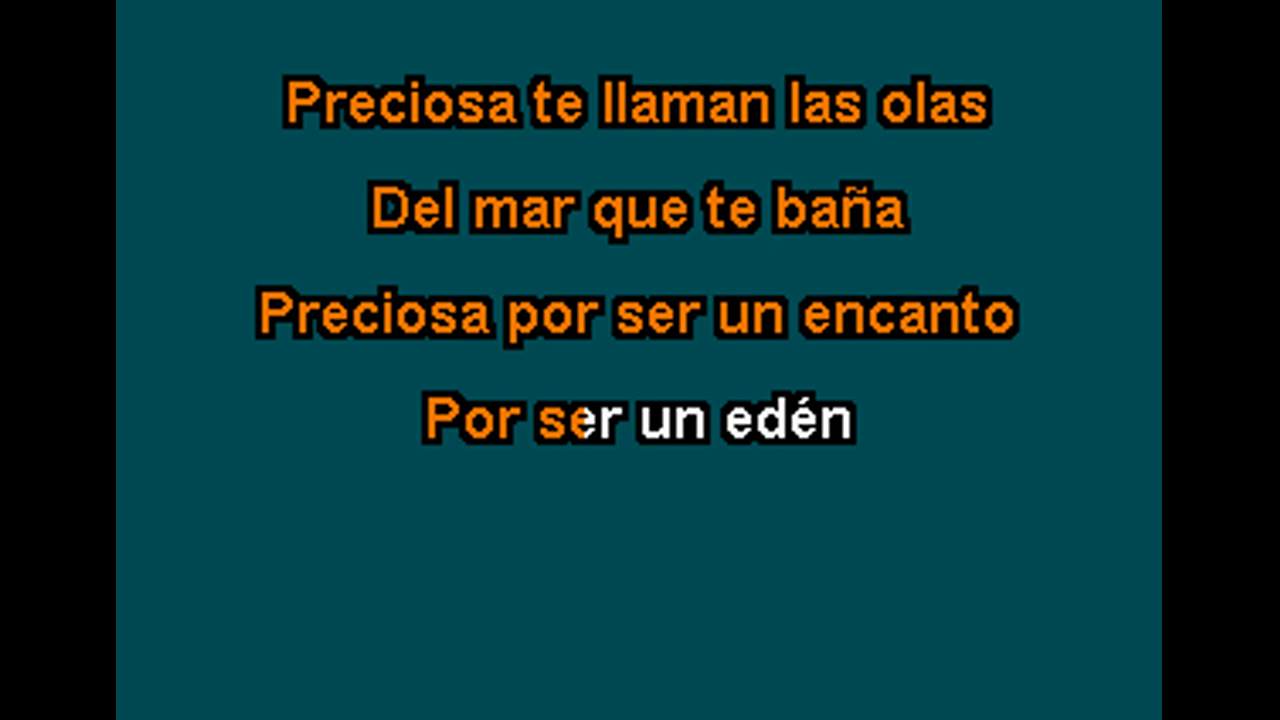 Preciosa te llaman las olas
Del mar que te baña
Preciosa por ser un encanto
Por ser un edén